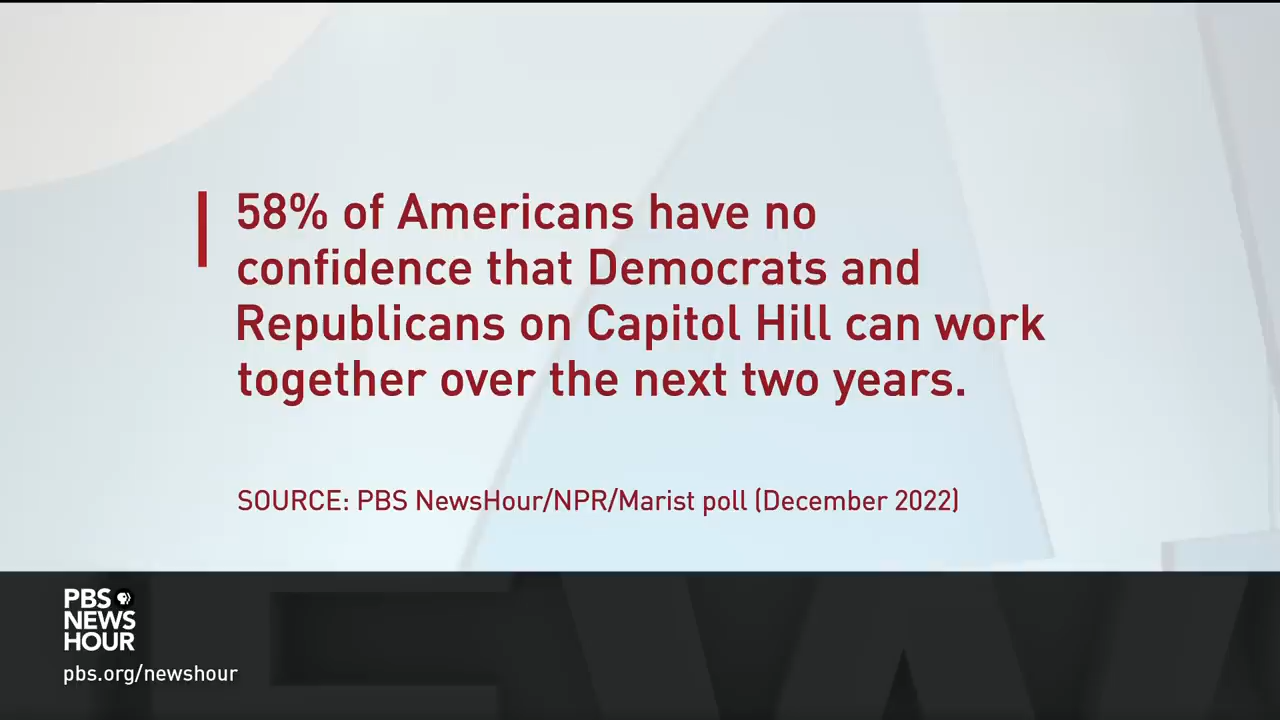 58% of Americans have no
confidence that Democrats and
Republicans on Capitol Hill can work
together over the next two years.
SOURCE: PBS NewsHour/NPR/Marist poll (December 2022)
PBS
NEWS
HOUR
pbs.org/newshour